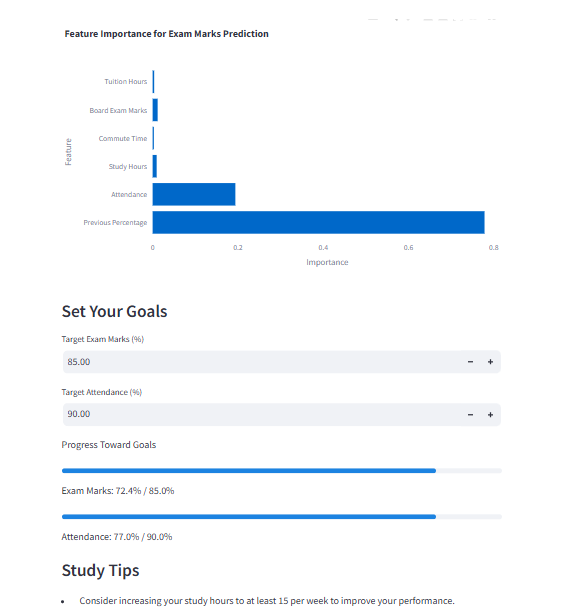 Feature Importance for Exam Marks Prediction
Tuition Hours
Board Exam Marks
Commute Time
Study Hours
Attendance
Previous Percentage
Feature
0 0.2 0.4 0.6 0.8
Importance
Set Your Goals
Target Exam Marks (%)
85.00 − +
Target Attendance (%)
90.00 − +
Progress Toward Goals
Exam Marks: 72.4% / 85.0%
Attendance: 77.0% / 90.0%
Study Tips
• Consider increasing your study hours to at least 15 per week to improve your performance.